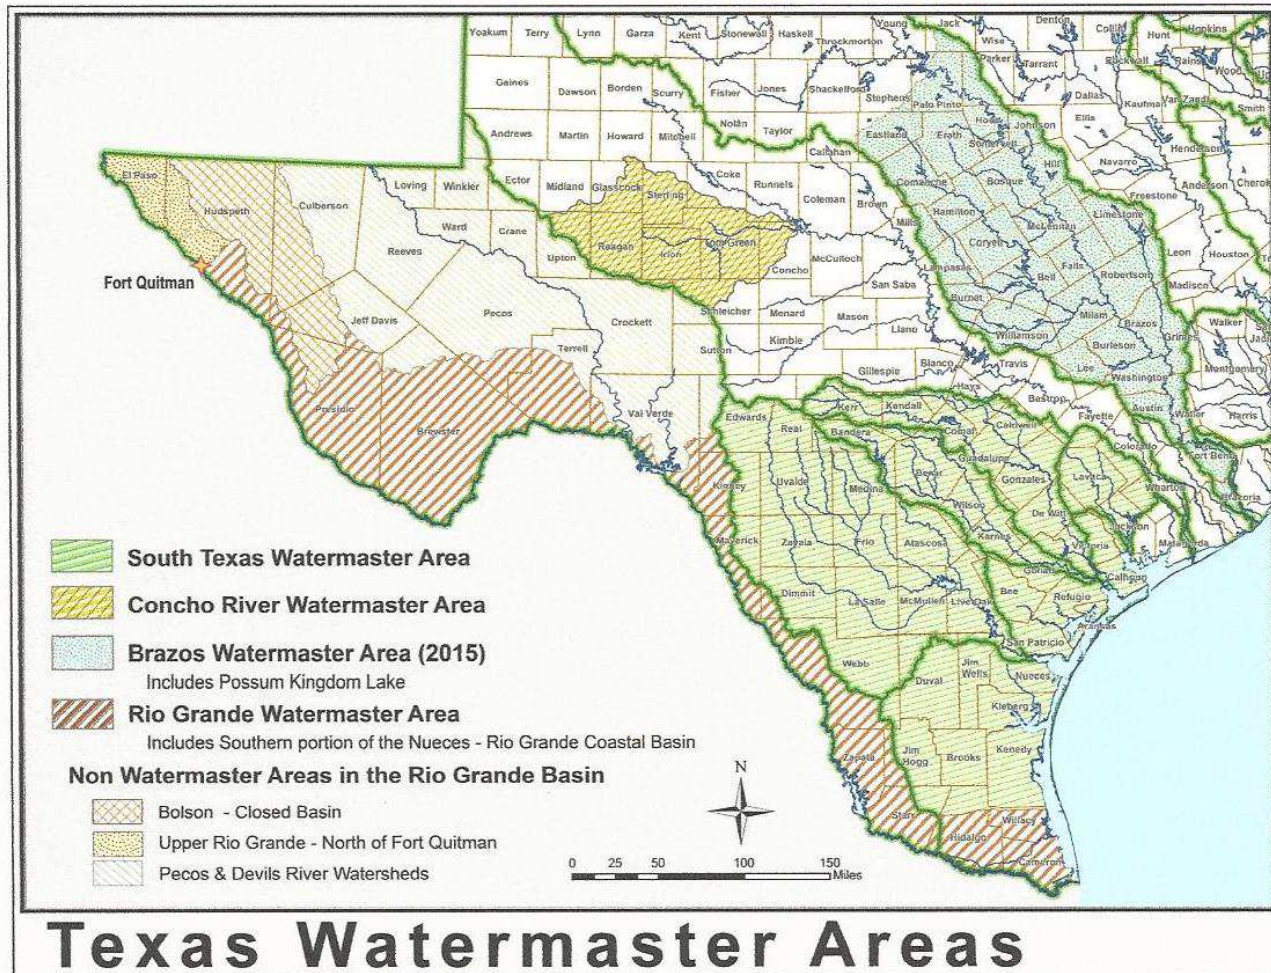 Jack
Denton
Collin
Hunt
Hopkins
Young
Wise
Rockwall
Rains
Wood
Yoakum
Terry
Lynn
Garza
Kent
Stonewall
Haskell
Throckmorton
Parker
Tarrant
Dallas
Kaufman
Van Zandt
Smith
Gaines
Dawson
Borden
Scurry
Fisher
Jones
Shackelford
Stephens
Palo Pinto
Hood
Johnson
Ellis
Henderson
Andrews
Martin
Howard
Mitchell
Nolan
Taylor
Callahan
Eastland
Erath
Somervell
Hill
Navarro
Anderson
Cherok
El Paso
Hudspeth
Culberson
Loving
Winkler
Ector
Midland
Glasscock
Sterling
Coke
Runnels
Coleman
Brown
Comanche
Bosque
Freestone
Limestone
Ward
Crane
Reeves
Upton
Reagan
Irion
Tom Green
Concho
McCulloch
Mills
Hamilton
Coryell
McLennan
Falls
Leon
Houston
Fort Quitman
Jeff Davis
Pecos
Crockett
Schleicher
Menard
Mason
San Saba
Lampasas
Bell
Robertson
Madison
Burnet
Milam
Brazos
Walker
Terrell
Sutton
Kimble
Llano
Williamson
Burleson
Grimes
Montgomery
Gillespie
Blanco
Travis
Lee
Washington
Presidio
Brewster
Val Verde
Edwards
Real
Kerr
Kendall
Hays
Bastrop
Austin
Waller
Harris
Bandera
Comal
Caldwell
Fayette
Colorado
Fort Bend
Kinney
Uvalde
Medina
Bexar
Guadalupe
Gonzales
Lavaca
Wharton
Brazoria
Maverick
Zavala
Frio
Atascosa
Wilson
Karnes
De Witt
Victoria
Jackson
Matagorda
Dimmit
La Salle
McMullen
Live Oak
Bee
Goliad
Refugio
Calhoun
Aransas
San Patricio
Webb
Duval
Jim
Wells
Nueces
Kleberg
Zapata
Jim
Hogg
Brooks
Kenedy
Starr
Hidalgo
Willacy
Cameron
South Texas Watermaster Area
Concho River Watermaster Area
Brazos Watermaster Area (2015)
Includes Possum Kingdom Lake
Rio Grande Watermaster Area
Includes Southern portion of the Nueces - Rio Grande Coastal Basin
Non Watermaster Areas in the Rio Grande Basin
Bolson - Closed Basin
Upper Rio Grande - North of Fort Quitman
Pecos & Devils River Watersheds
N
0 25 50 100 150
Miles
Texas Watermaster Areas